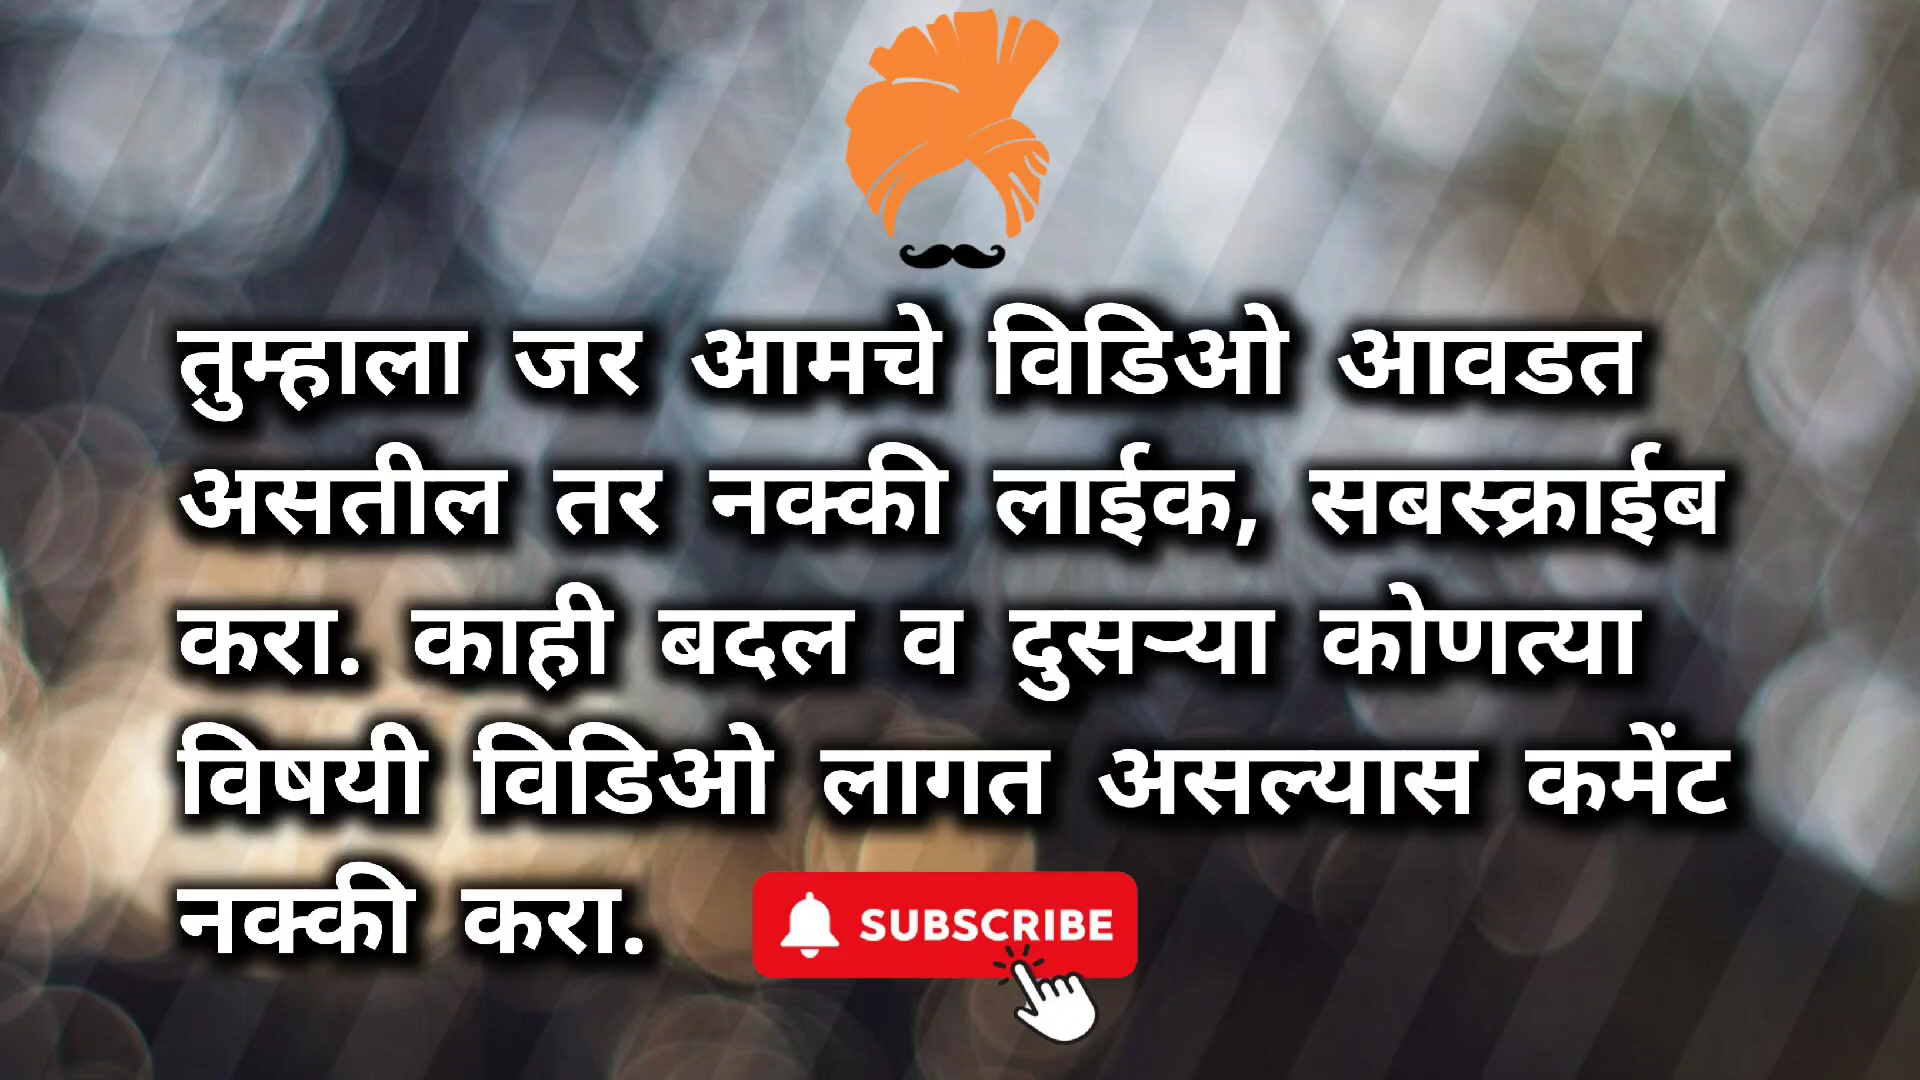 तुम्हाला जर आमचे विडिओ आवडत
असतील तर नक्की लाईक, सबस्क्राईब
करा. काही बदल व दुसऱ्या कोणत्या
विषयी विडिओ लागत असल्यास कमेंट
नक्की करा.
SUBSCRIBE